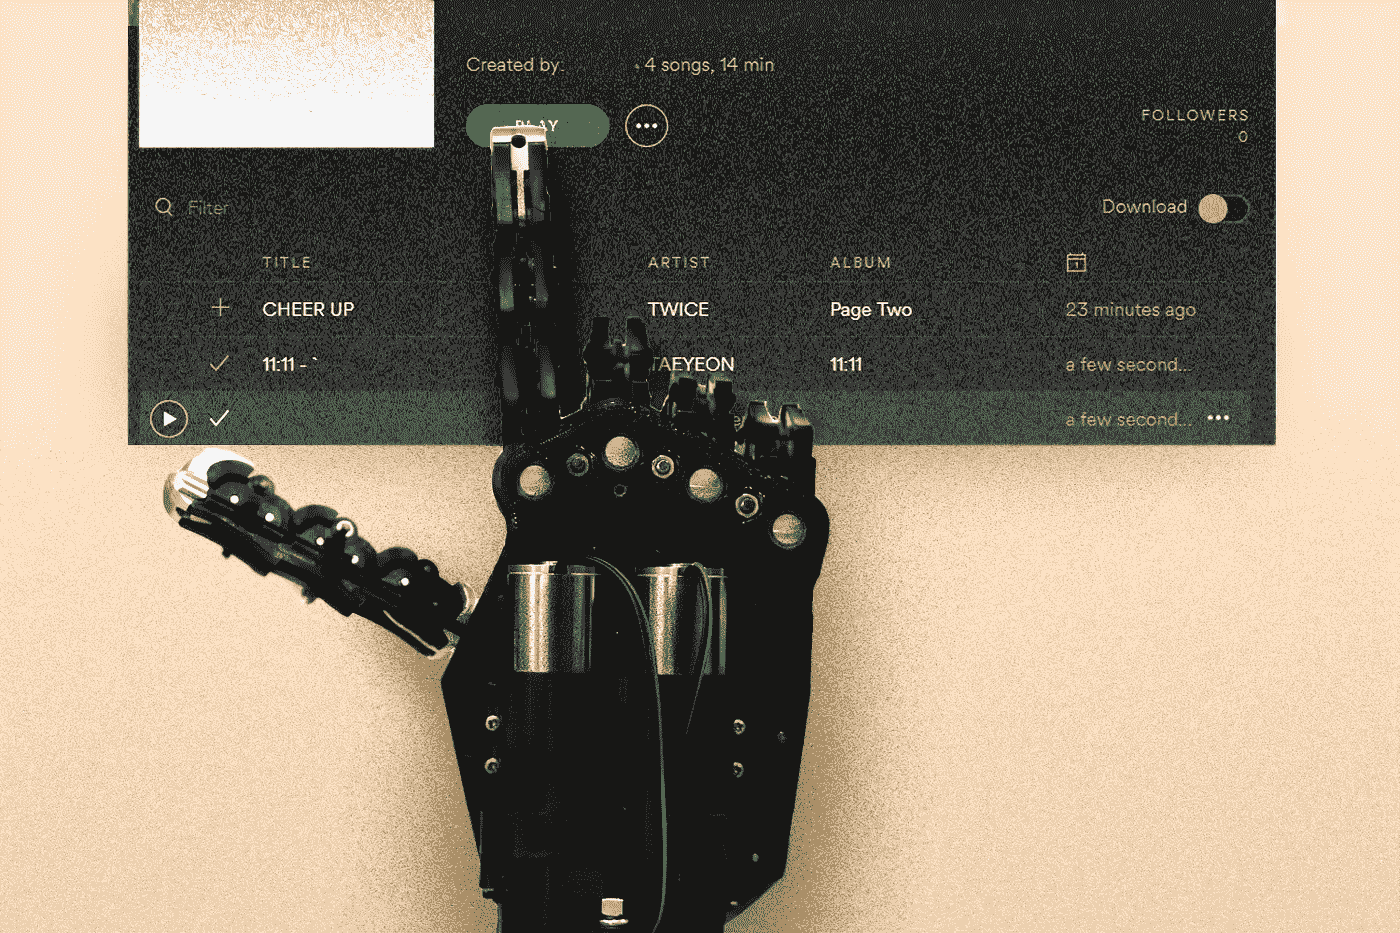 Created by: 4 songs, 14 min
PLAY
FOLLOWERS
0
Filter
Download
TITLE ARTIST ALBUM
CHEER UP TWICE Page Two 23 minutes ago
11:11 - ` TAEYEON 11:11 a few second...
a few second...